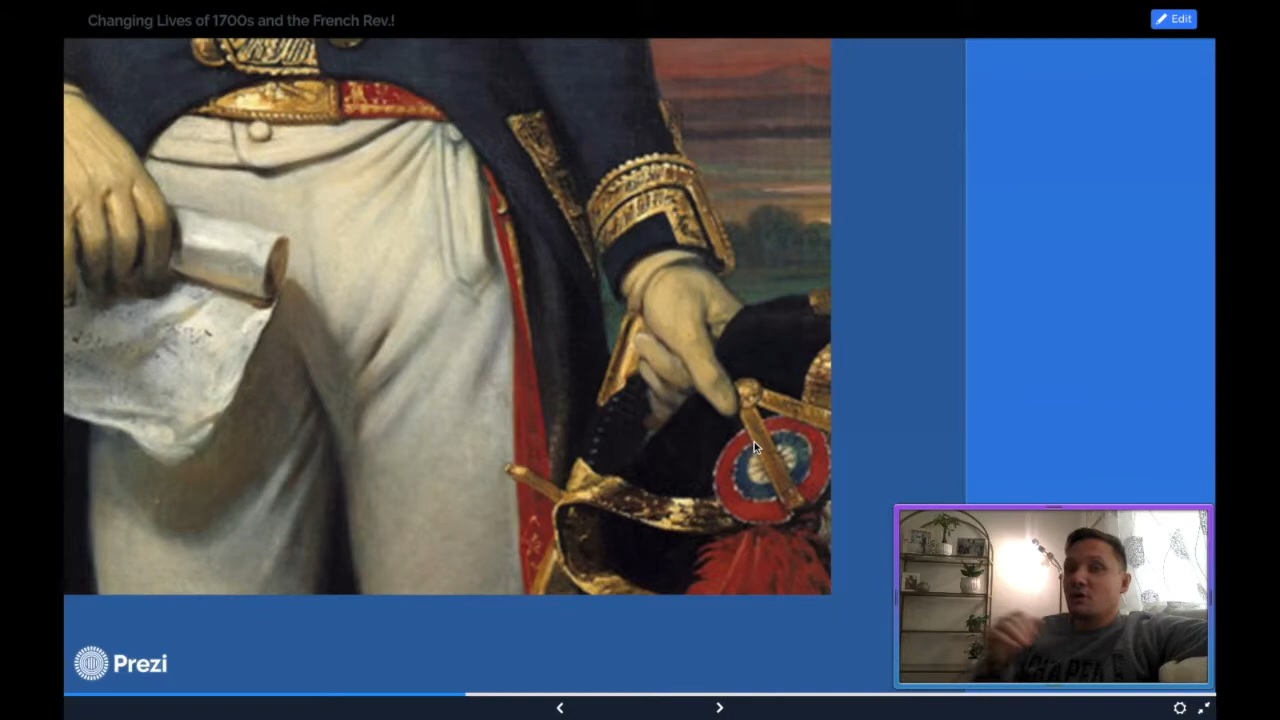 Changing Lives of 1700s and the French Rev.!
Edit
Prezi